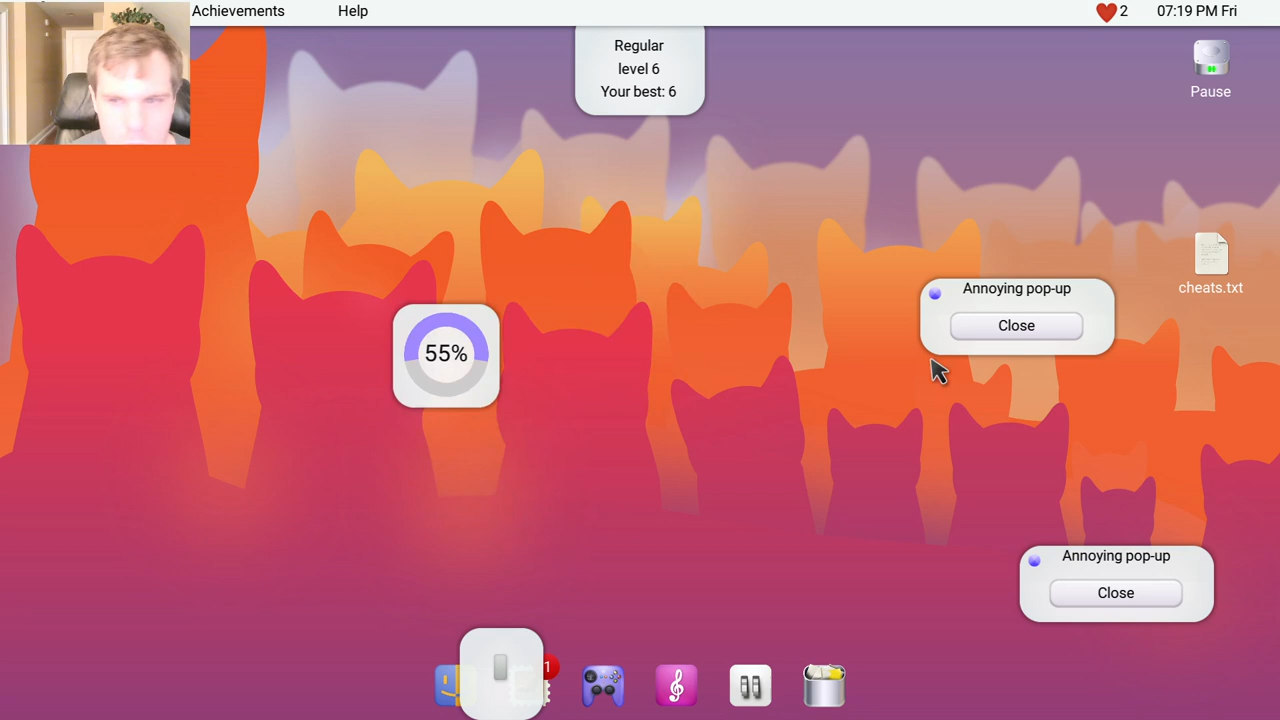 Achievements
Help
2
07:19 PM Fri
Regular
level 6
Your best: 6
Pause
cheats.txt
Annoying pop-up
Close
55%
Annoying pop-up
Close
1